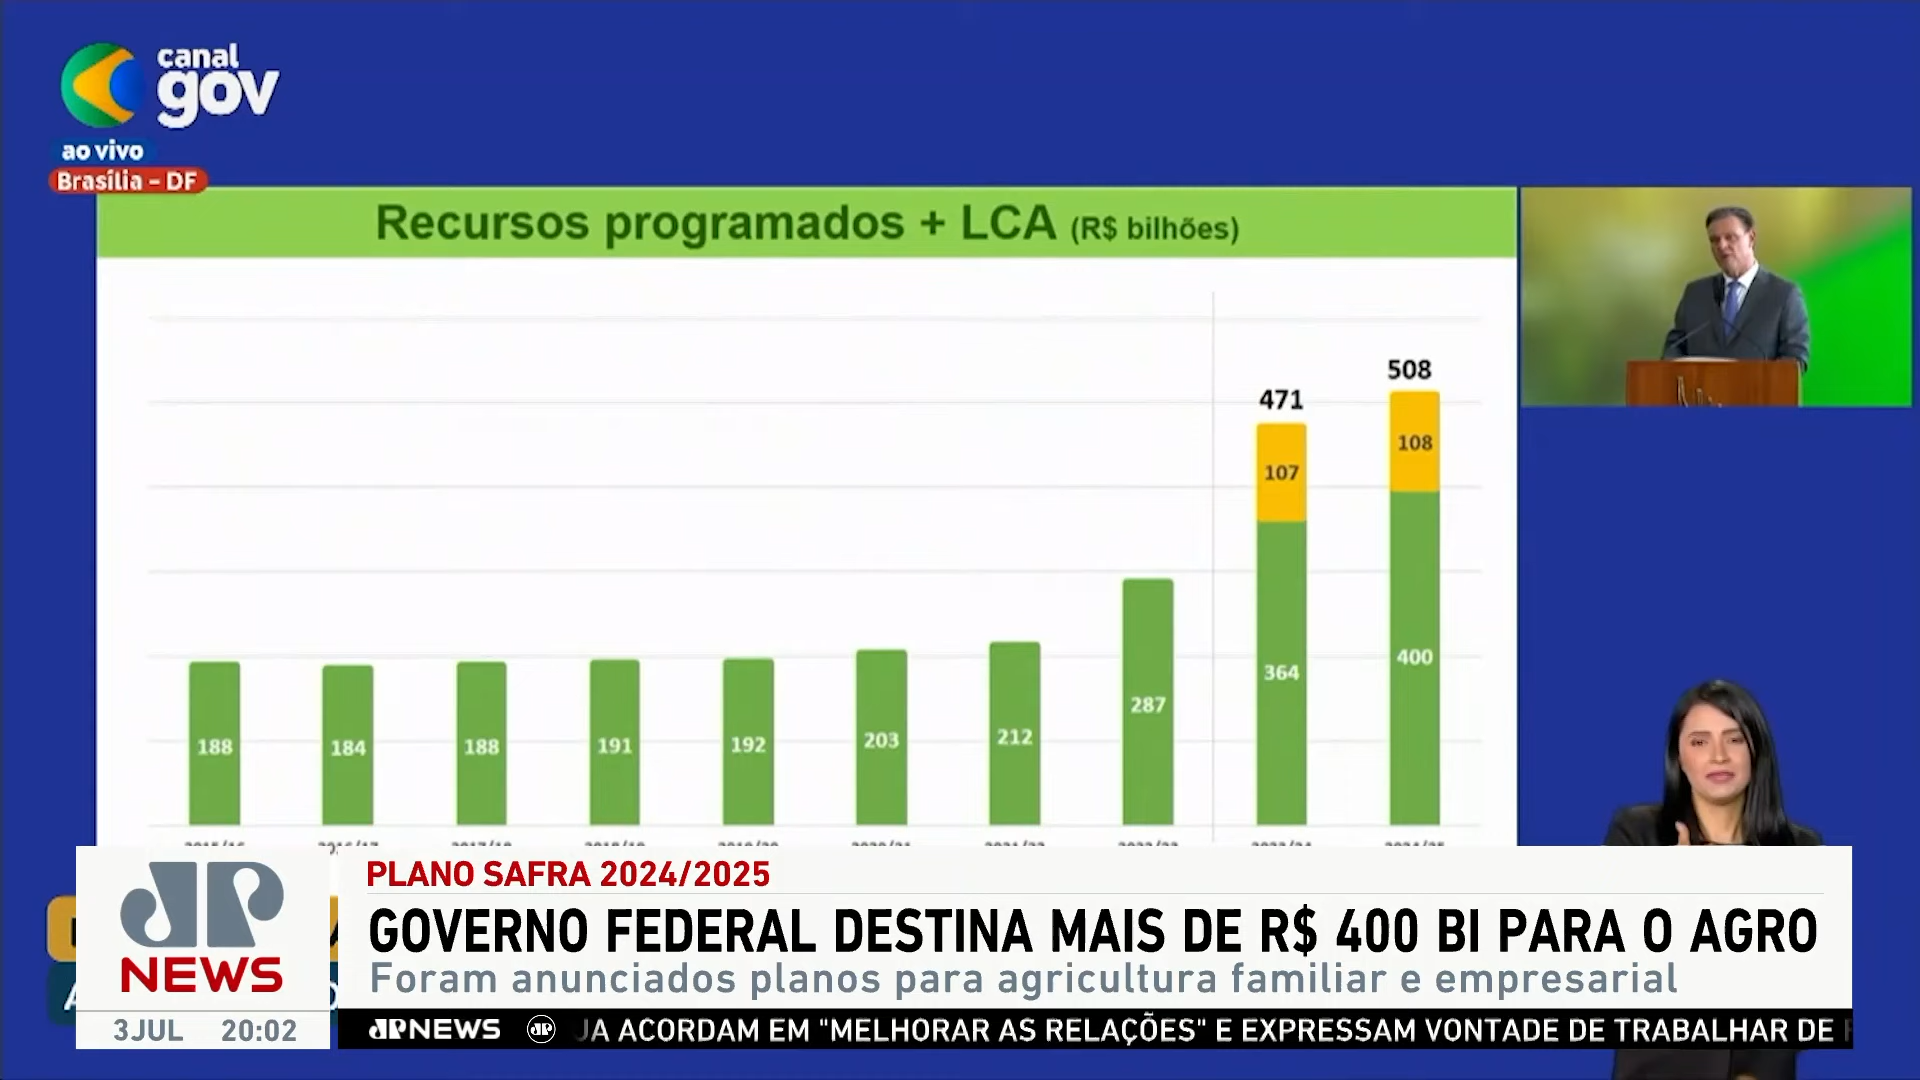 canal
gov
ao vivo
Brasília - DF
Recursos programados + LCA (R$ bilhões)
508
471
108
107
400
364
287
212
203
192
191
188
184
188
PLANO SAFRA 2024/2025
GOVERNO FEDERAL DESTINA MAIS DE R$ 400 BI PARA O AGRO
Foram anunciados planos para agricultura familiar e empresarial
JP
NEWS
3JUL 20:02
JPNEWS JP JA ACORDAM EM "MELHORAR AS RELAÇÕES" E EXPRESSAM VONTADE DE TRABALHAR DE